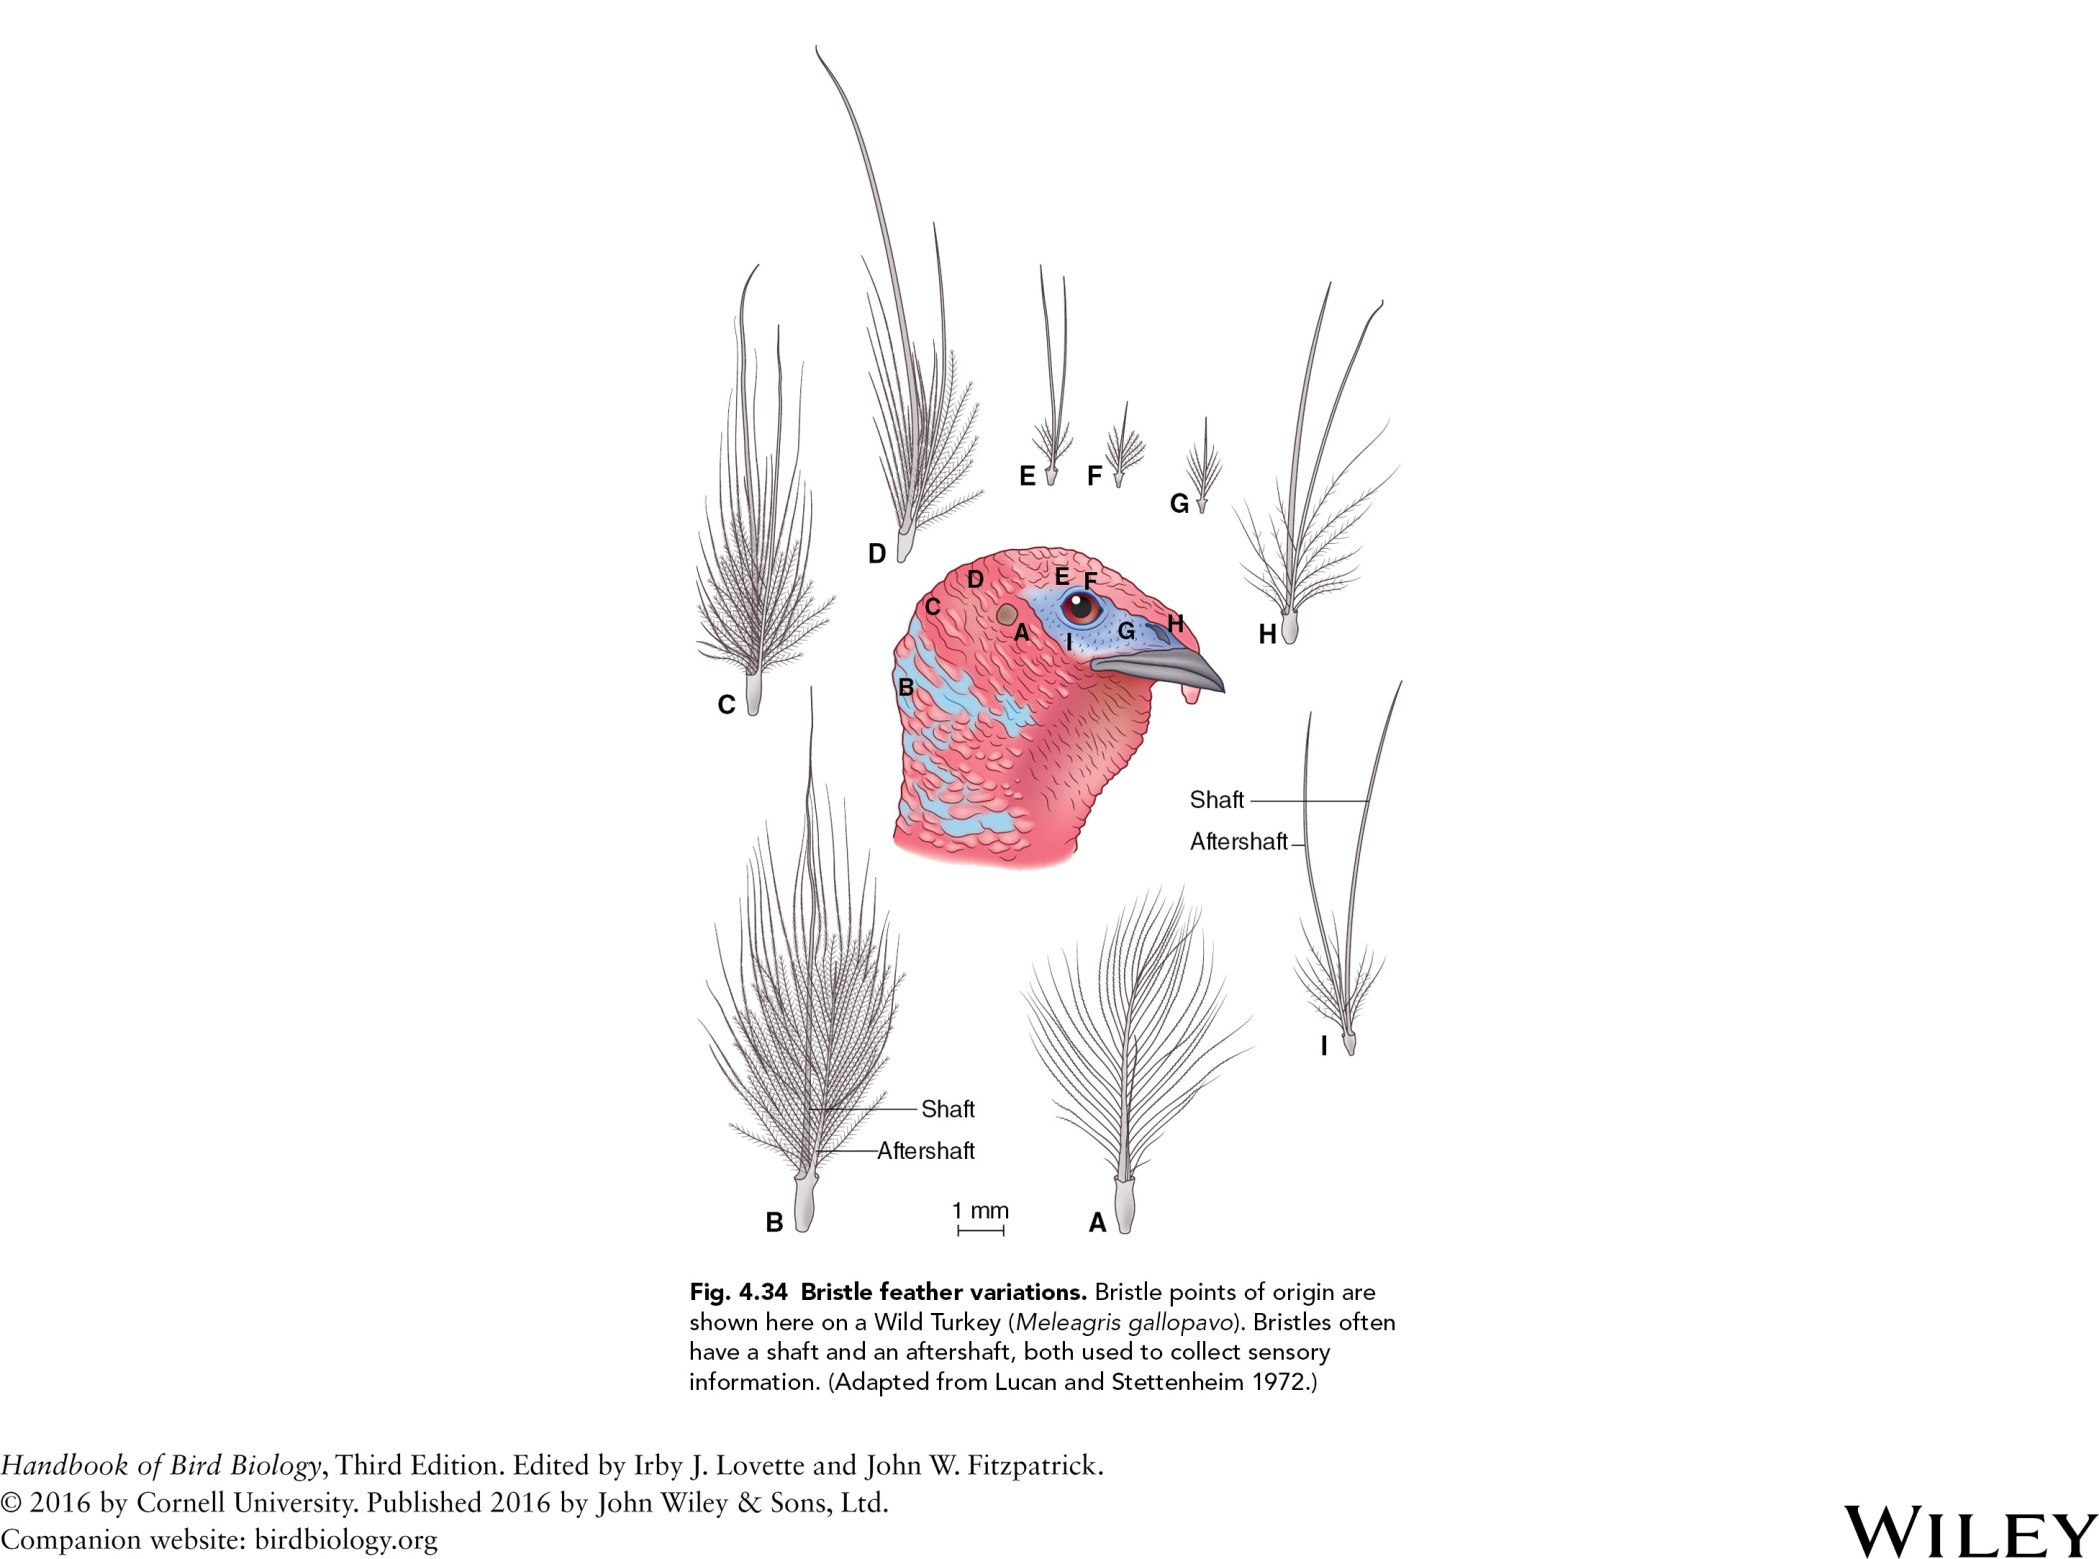 E
F
G
D
H
C
D
E
F
C
A
I
G
H
B
Shaft
Aftershaft
I
Shaft
Aftershaft
1 mm
B
A
Fig. 4.34 Bristle feather variations. Bristle points of origin are
shown here on a Wild Turkey (Meleagris gallopavo). Bristles often
have a shaft and an aftershaft, both used to collect sensory
information. (Adapted from Lucan and Stettenheim 1972.)
Handbook of Bird Biology, Third Edition. Edited by Irby J. Lovette and John W. Fitzpatrick.
© 2016 by Cornell University. Published 2016 by John Wiley & Sons, Ltd.
Companion website: birdbiology.org
WILEY